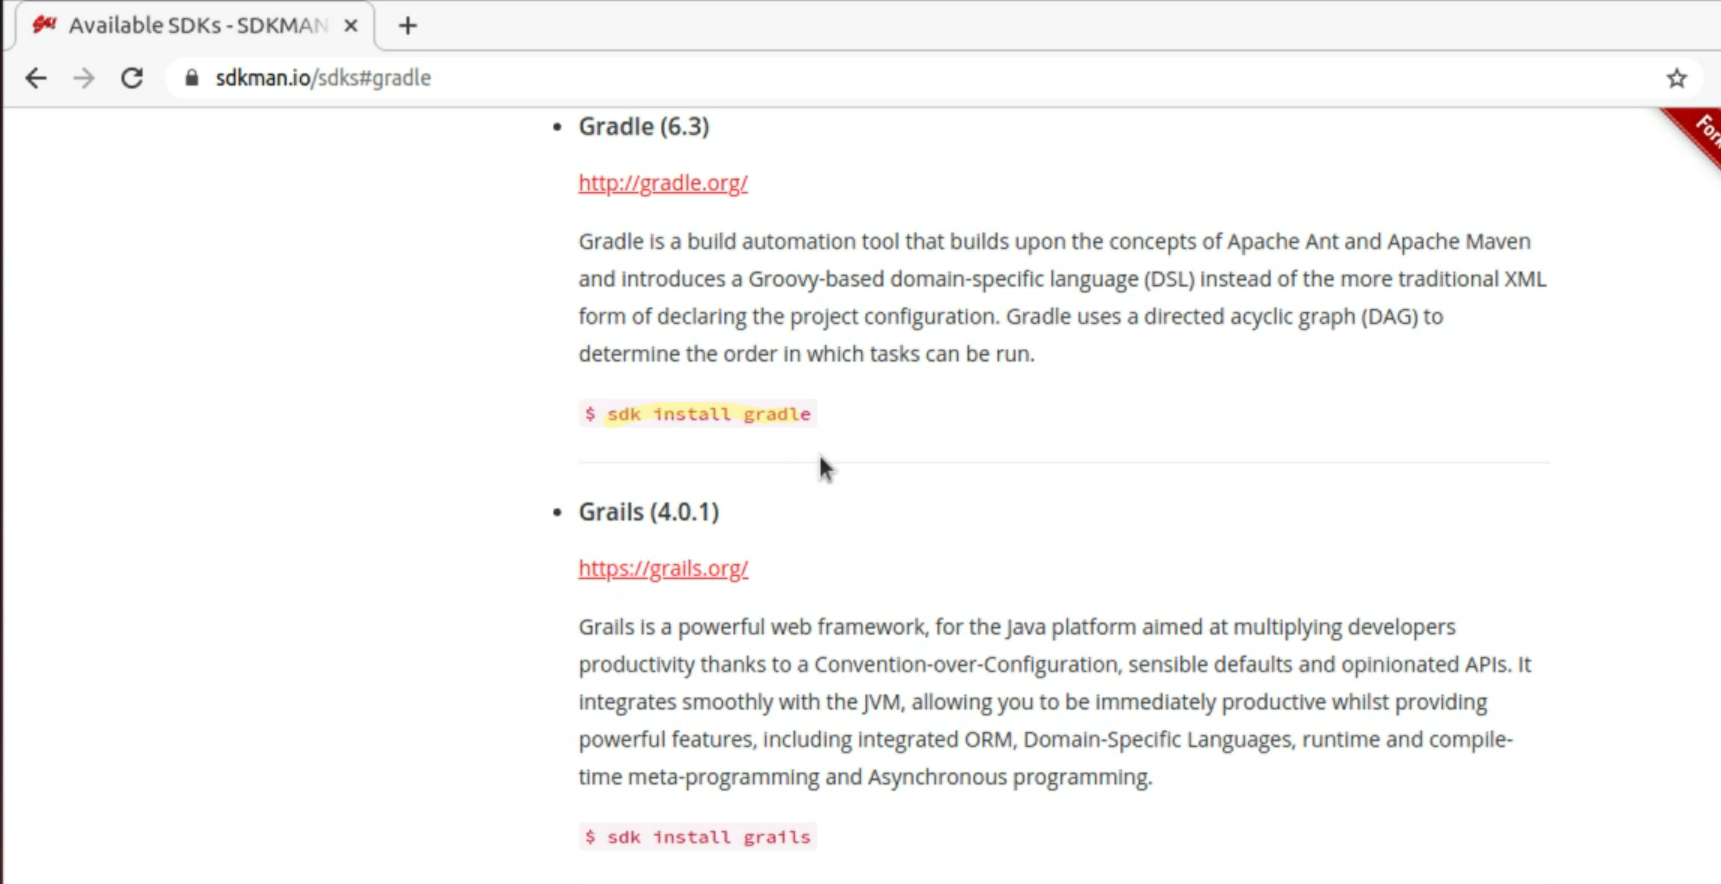 Available SDKs - SDKMAN
sdkman.io/sdks#gradle
Gradle (6.3)
http://gradle.org/
Gradle is a build automation tool that builds upon the concepts of Apache Ant and Apache Maven
and introduces a Groovy-based domain-specific language (DSL) instead of the more traditional XML
form of declaring the project configuration. Gradle uses a directed acyclic graph (DAG) to
determine the order in which tasks can be run.
$ sdk install gradle
Grails (4.0.1)
https://grails.org/
Grails is a powerful web framework, for the Java platform aimed at multiplying developers
productivity thanks to a Convention-over-Configuration, sensible defaults and opinionated APIs. It
integrates smoothly with the JVM, allowing you to be immediately productive whilst providing
powerful features, including integrated ORM, Domain-Specific Languages, runtime and compile-
time meta-programming and Asynchronous programming.
$ sdk install grails